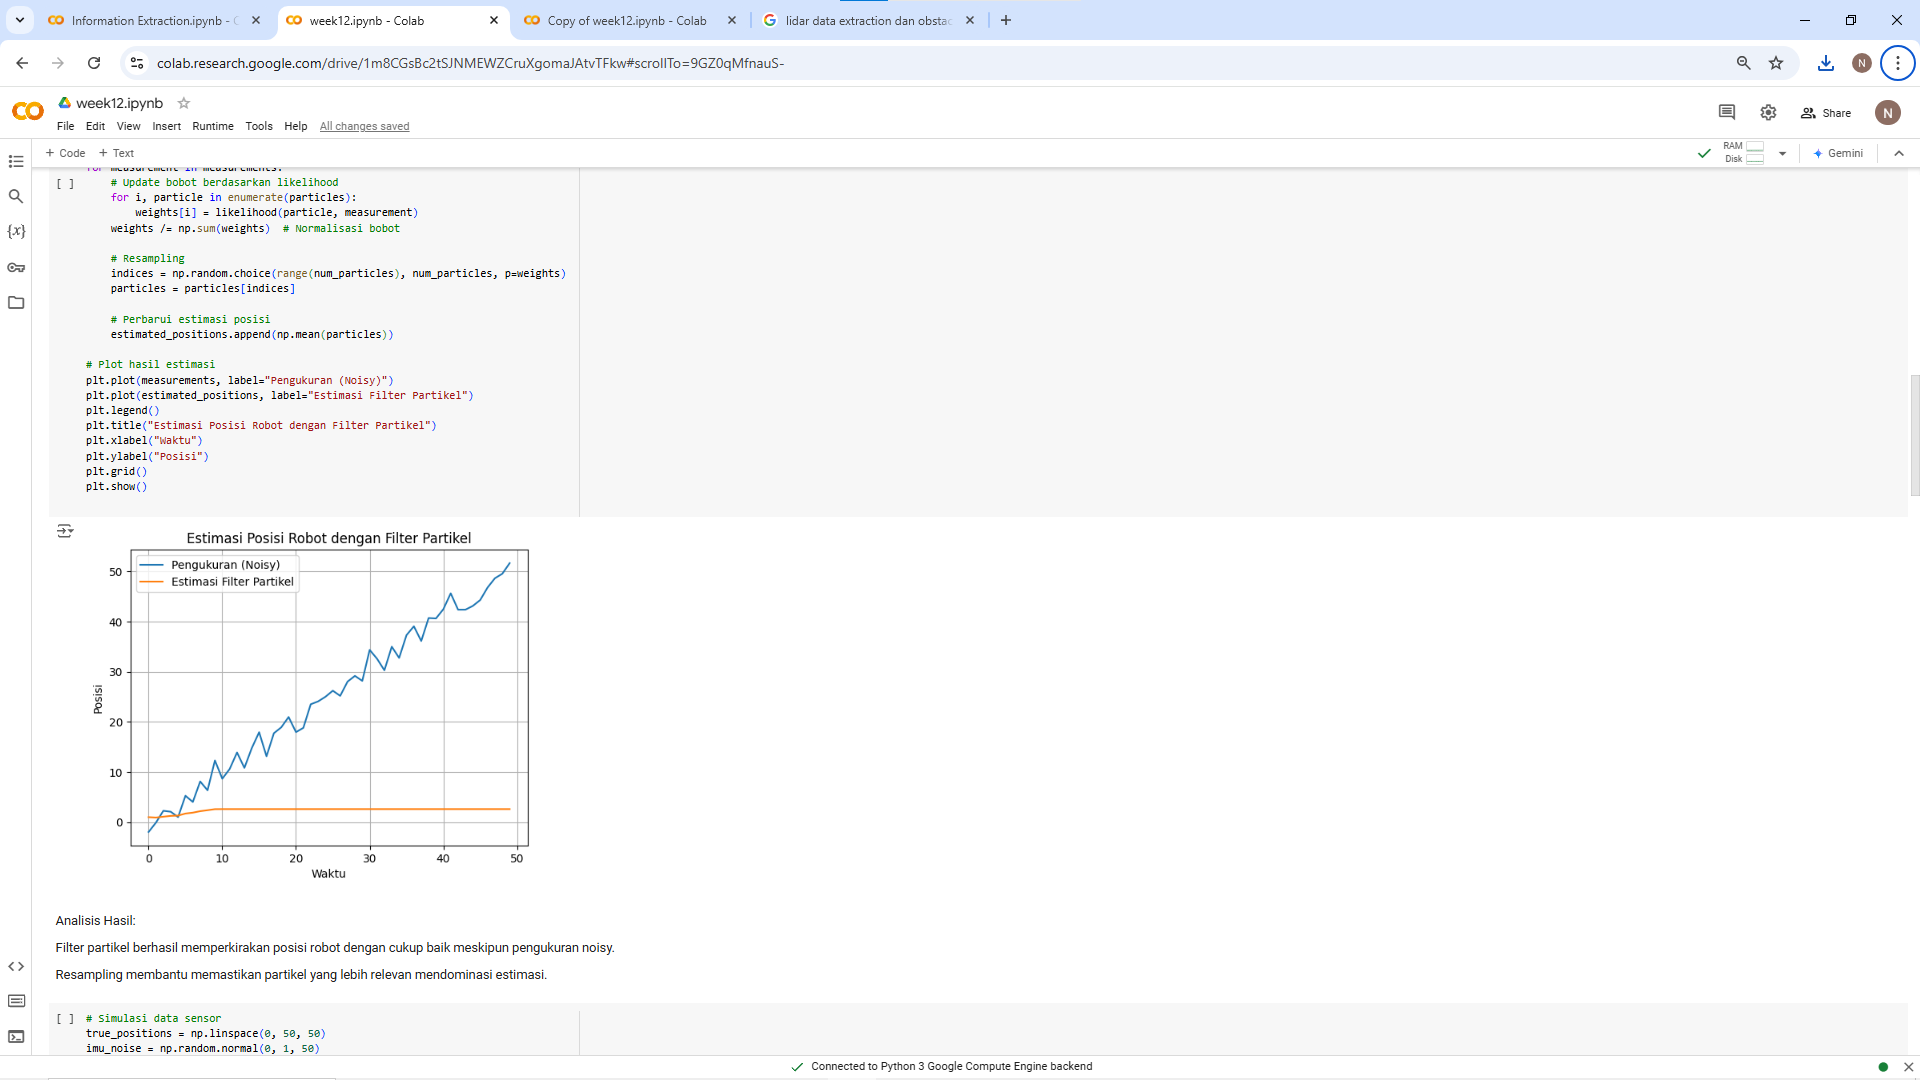 Information Extraction.ipynb - C
week12.ipynb - Colab
Copy of week12.ipynb - Colab
lidar data extraction dan obsta
colab.research.google.com/drive/1m8CGsBc2tSJNMEWZCruXgomaJAtvTFkw#scrollTo=9GZ0qMfnauS-
N
week12.ipynb
File Edit View Insert Runtime Tools Help All changes saved
Share
N
+ Code + Text
RAM
Disk
Gemini
for measurement in measurements:
[ ] # Update bobot berdasarkan likelihood
for i, particle in enumerate(particles):
weights[i] = likelihood(particle, measurement)
weights /= np.sum(weights)  # Normalisasi bobot
# Resampling
indices = np.random.choice(range(num_particles), num_particles, p=weights)
particles = particles[indices]
# Perbarui estimasi posisi
estimated_positions.append(np.mean(particles))
# Plot hasil estimasi
plt.plot(measurements, label="Pengukuran (Noisy)")
plt.plot(estimated_positions, label="Estimasi Filter Partikel")
plt.legend()
plt.title("Estimasi Posisi Robot dengan Filter Partikel")
plt.xlabel("Waktu")
plt.ylabel("Posisi")
plt.grid()
plt.show()
Estimasi Posisi Robot dengan Filter Partikel
Pengukuran (Noisy)
Estimasi Filter Partikel
50
40
30
20
10
0
Posisi
0 10 20 30 40 50
Waktu
Analisis Hasil:
Filter partikel berhasil memperkirakan posisi robot dengan cukup baik meskipun pengukuran noisy.
Resampling membantu memastikan partikel yang lebih relevan mendominasi estimasi.
[ ] # Simulasi data sensor
true_positions = np.linspace(0, 50, 50)
imu_noise = np.random.normal(0, 1, 50)
Connected to Python 3 Google Compute Engine backend